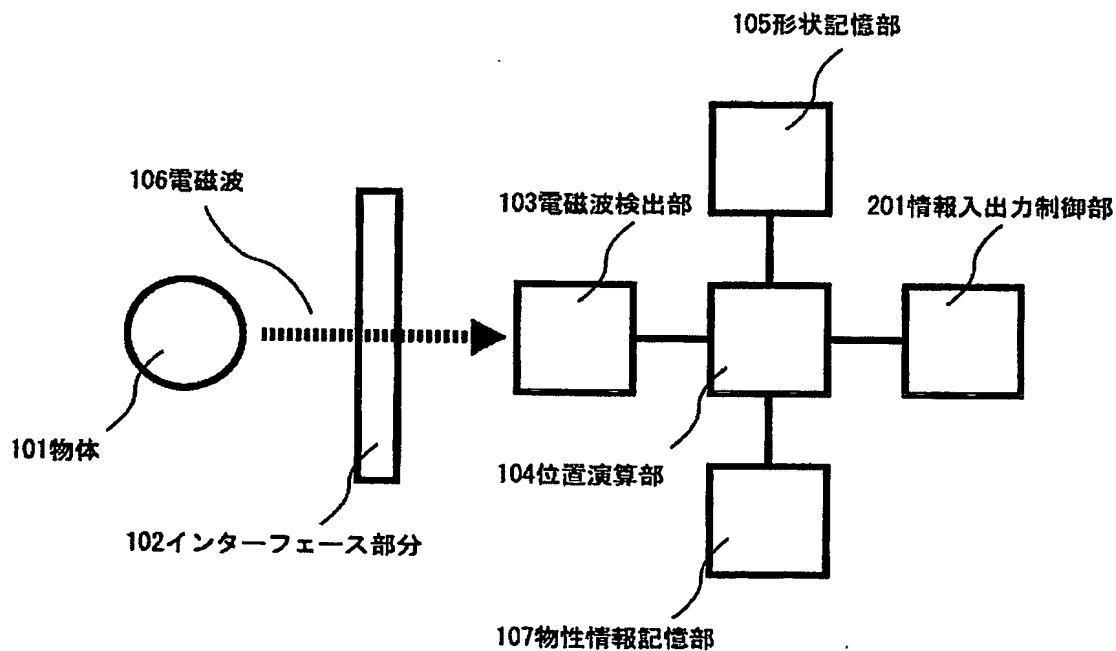 105形状記憶部
106電磁波
103電磁波検出部
201情報入出力制御部
101物体
104位置演算部
102インターフェース部分
107物性情報記憶部